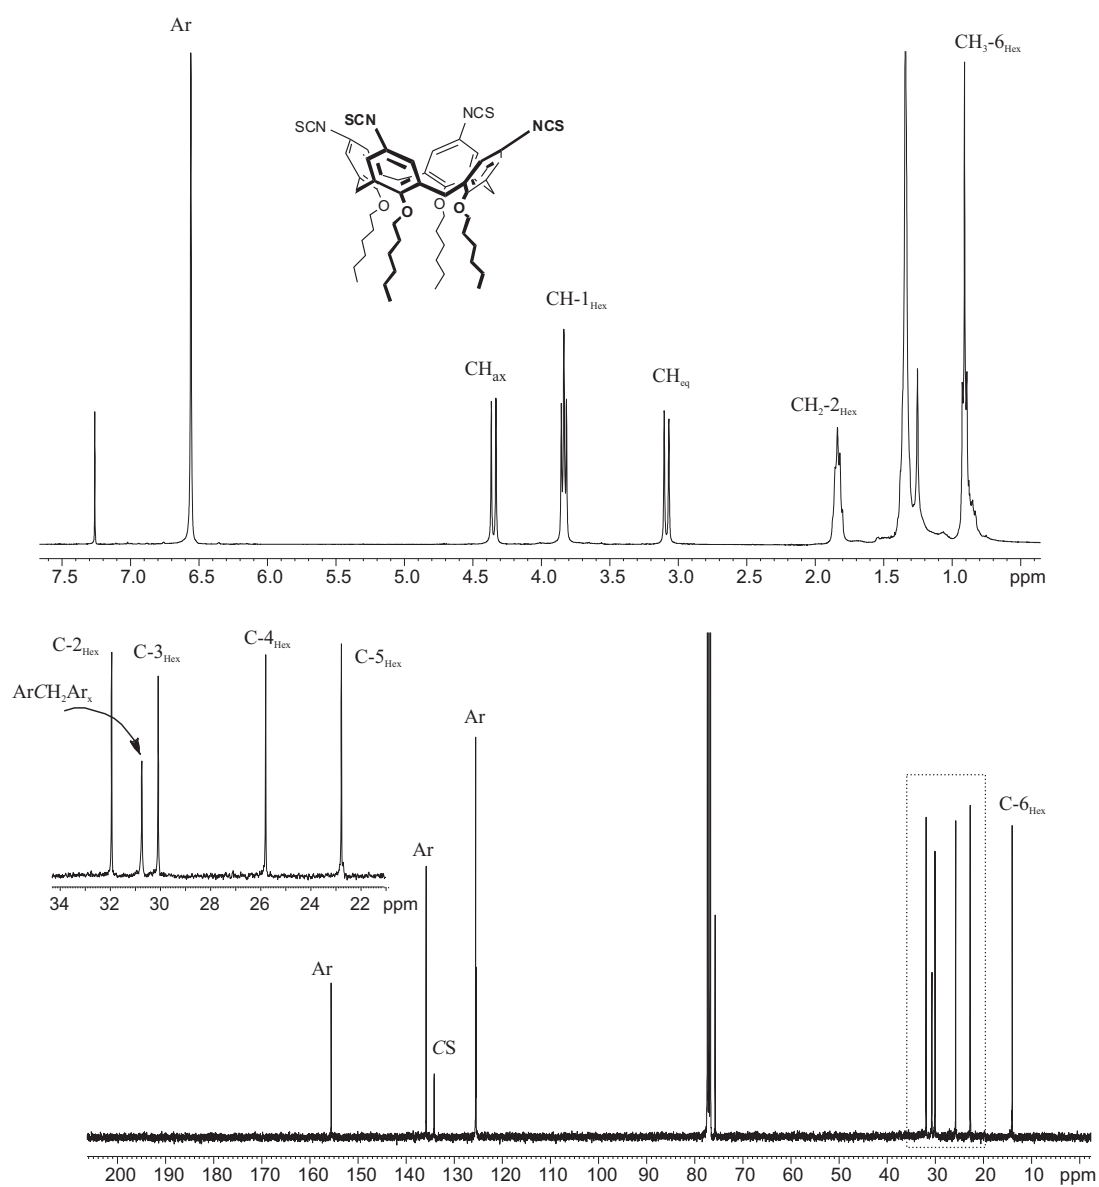 Ar
CH₃-6Hex
SCN
SCN
NCS
NCS
O
O
O
O
CH-1Hex
CHax
CHeq
CH₂-2Hex
7.5 7.0 6.5 6.0 5.5 5.0 4.5 4.0 3.5 3.0 2.5 2.0 1.5 1.0 ppm
C-2Hex
C-3Hex
C-4Hex
C-5Hex
ArCH₂Arₓ
34 32 30 28 26 24 22 ppm
Ar
Ar
Ar
CS
C-6Hex
200 190 180 170 160 150 140 130 120 110 100 90 80 70 60 50 40 30 20 10 ppm